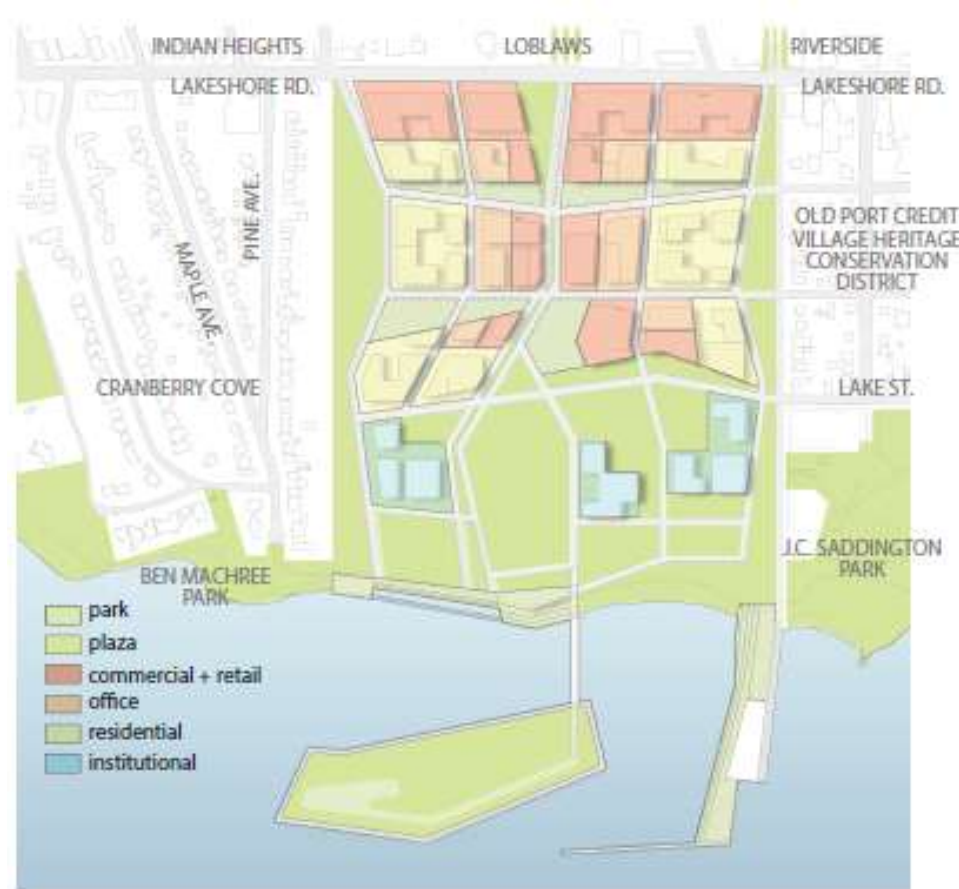 INDIAN HEIGHTS
LOBLAWS
RIVERSIDE
LAKESHORE RD.
LAKESHORE RD.
PINE AVE.
MAPLE AVE
OLD PORT CREDIT
VILLAGE HERITAGE
CONSERVATION
DISTRICT
CRANBERRY COVE
LAKE ST.
J.C. SADDINGTON
PARK
BEN MACHREE
PARK
park
plaza
commercial + retail
office
residential
institutional